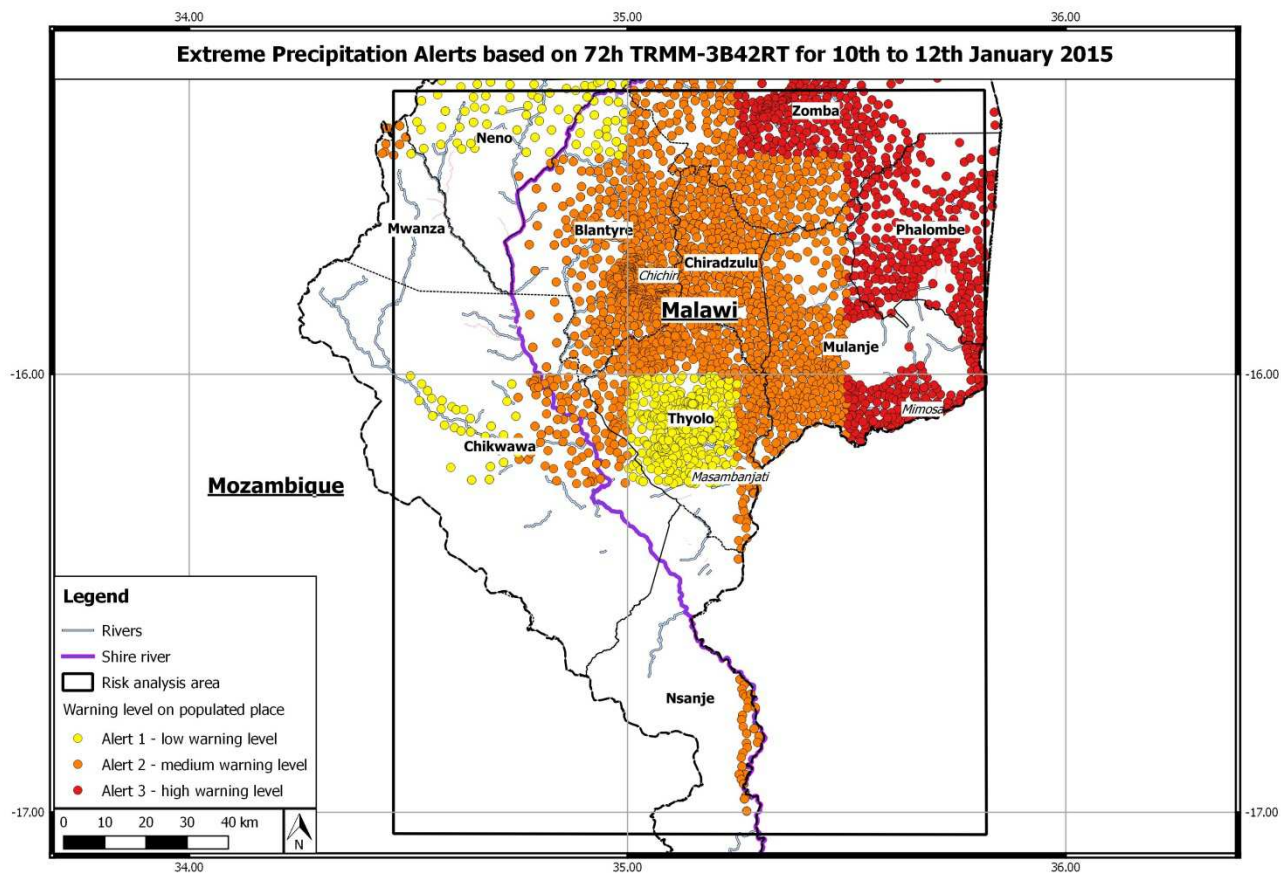 34.00 35.00 36.00
Extreme Precipitation Alerts based on 72h TRMM-3B42RT for 10th to 12th January 2015
Zomba
Neno
Mwanza
Blantyre
Phalombe
Chiradzulu
Chichiri
Malawi
Mulanje
-16.00 -16.00
Mimosa
Thyolo
Chikwawa
Masambanjati
Mozambique
Legend
Rivers
Shire river
Risk analysis area
Warning level on populated place
Alert 1 - low warning level
Alert 2 - medium warning level
Alert 3 - high warning level
Nsanje
-17.00 -17.00
0 10 20 30 40 km
N
34.00 35.00 36.00